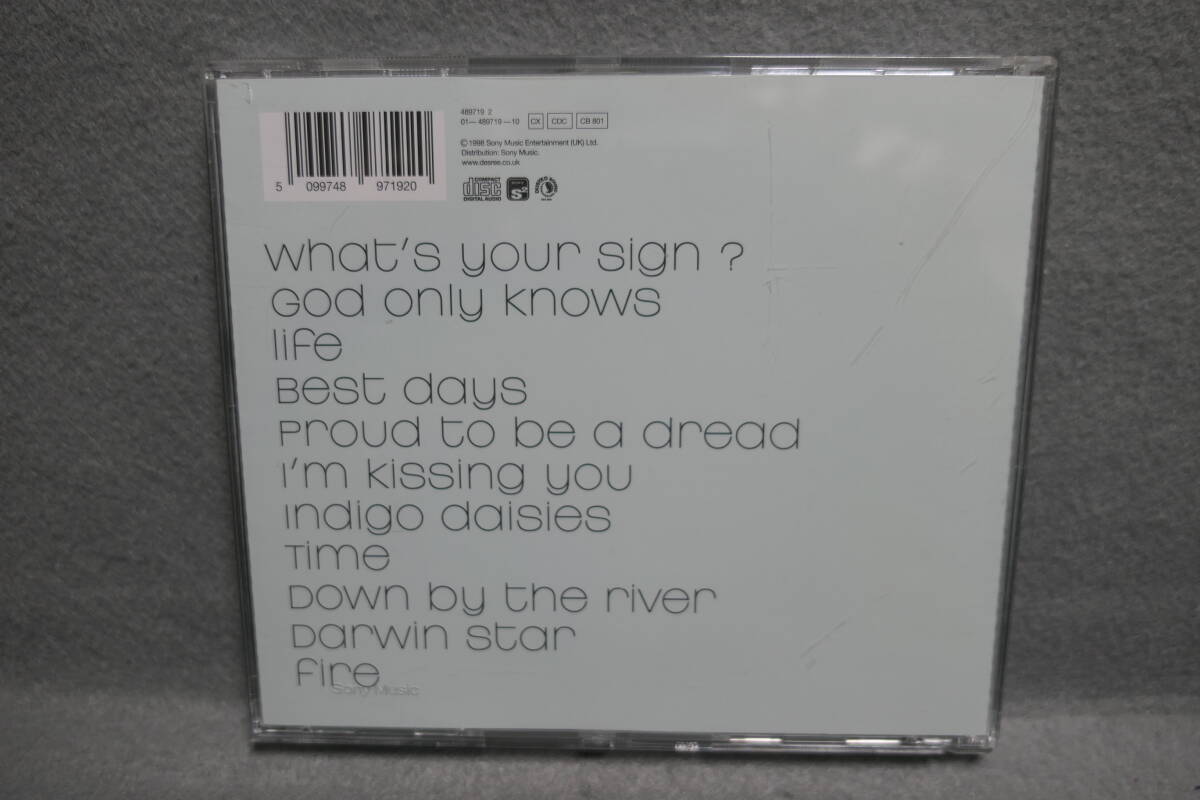 489719 2
01—489719—10 CX CDC CB 801
©1998 Sony Music Entertainment (UK) Ltd.
Distribution: Sony Music.
www.desree.co.uk
COMPACT
disc
DIGITAL AUDIO
S2
5 099748 971920
What's your sign ?
God only knows
life
Best days
Proud to be a dread
I'm kissing you
Indigo daisies
Time
Down by the river
Darwin star
fire
Sony Music